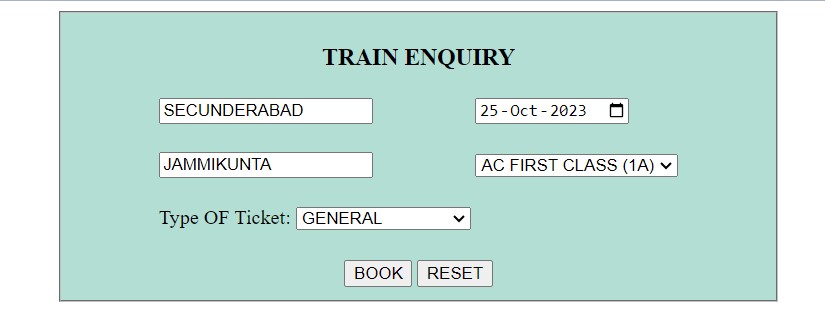 TRAIN ENQUIRY
SECUNDERABAD 25-Oct-2023
JAMMIKUNTA AC FIRST CLASS (1A)
Type OF Ticket: GENERAL
BOOK RESET